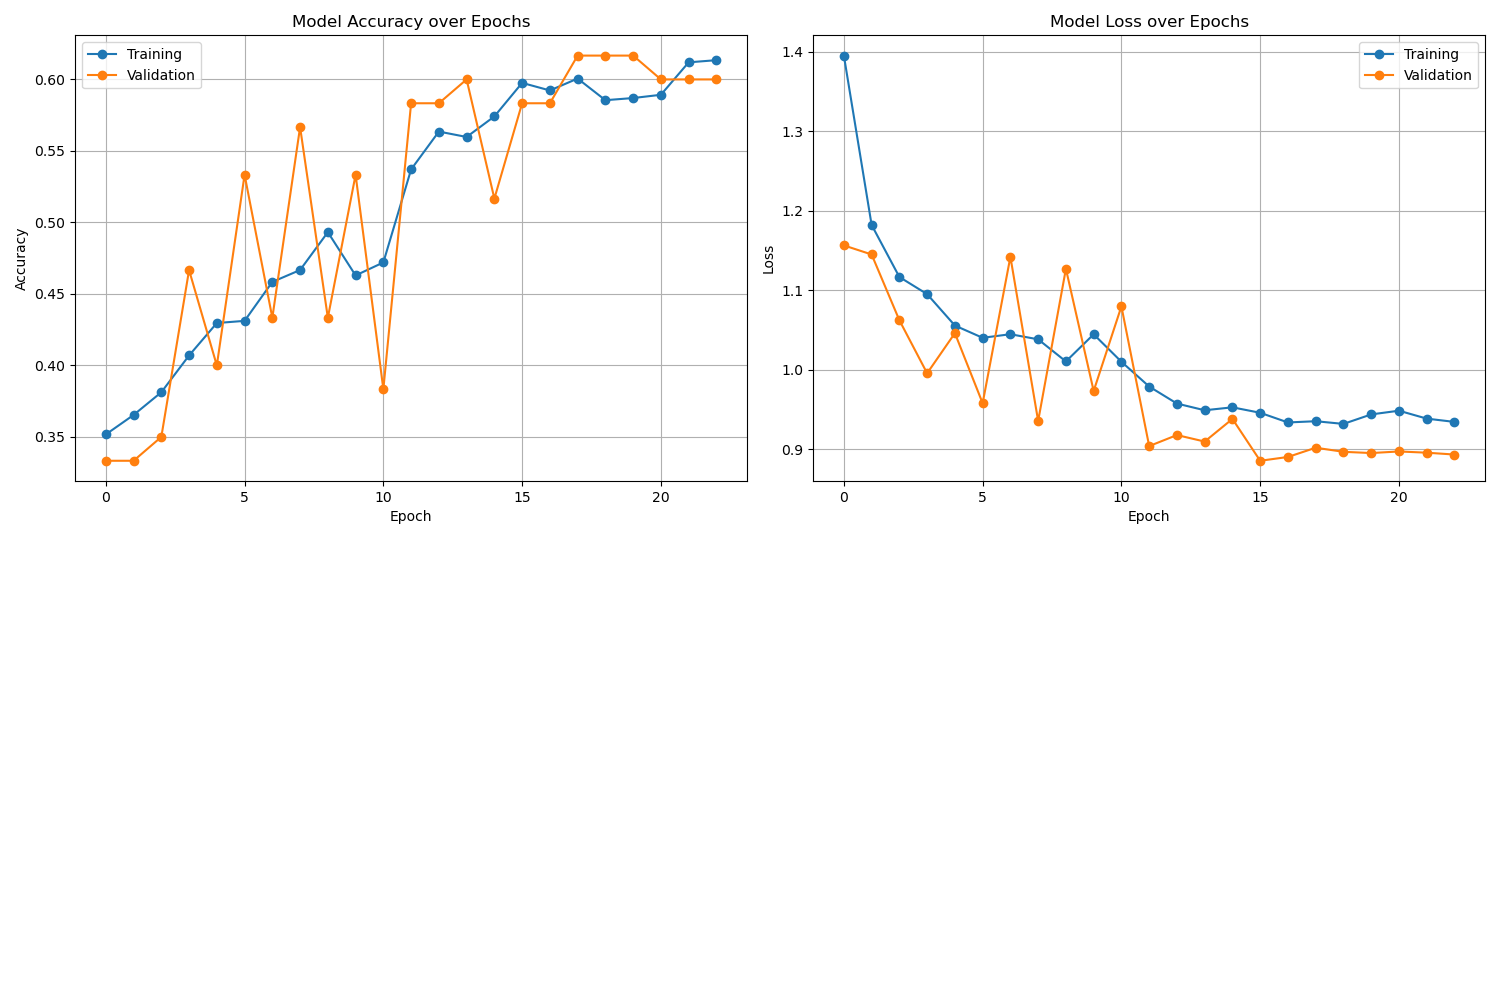 Model Accuracy over Epochs
Training
Validation
0.60
0.55
0.50
0.45
0.40
0.35
Accuracy
0 5 10 15 20
Epoch
Model Loss over Epochs
Training
Validation
1.4
1.3
1.2
1.1
1.0
0.9
Loss
0 5 10 15 20
Epoch